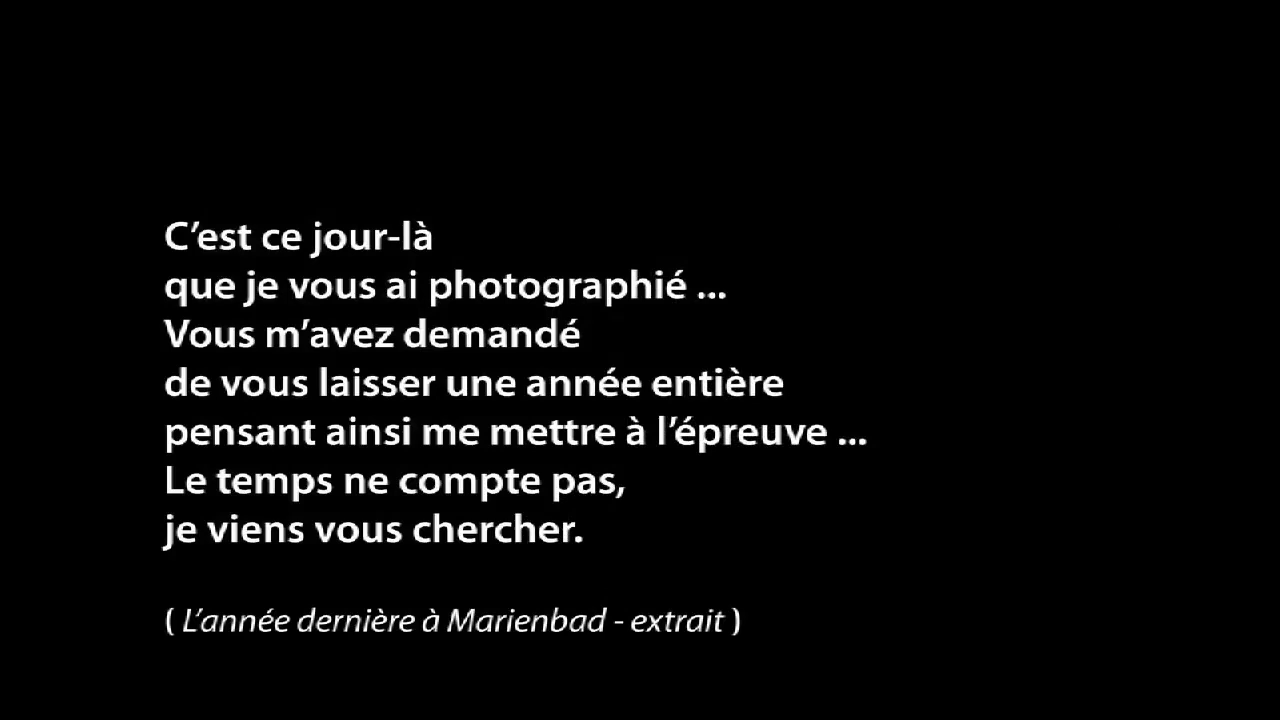 C’est ce jour-là
que je vous ai photographié ...
Vous m’avez demandé
de vous laisser une année entière
pensant ainsi me mettre à l’épreuve ...
Le temps ne compte pas,
je viens vous chercher.
( L’année dernière à Marienbad - extrait )